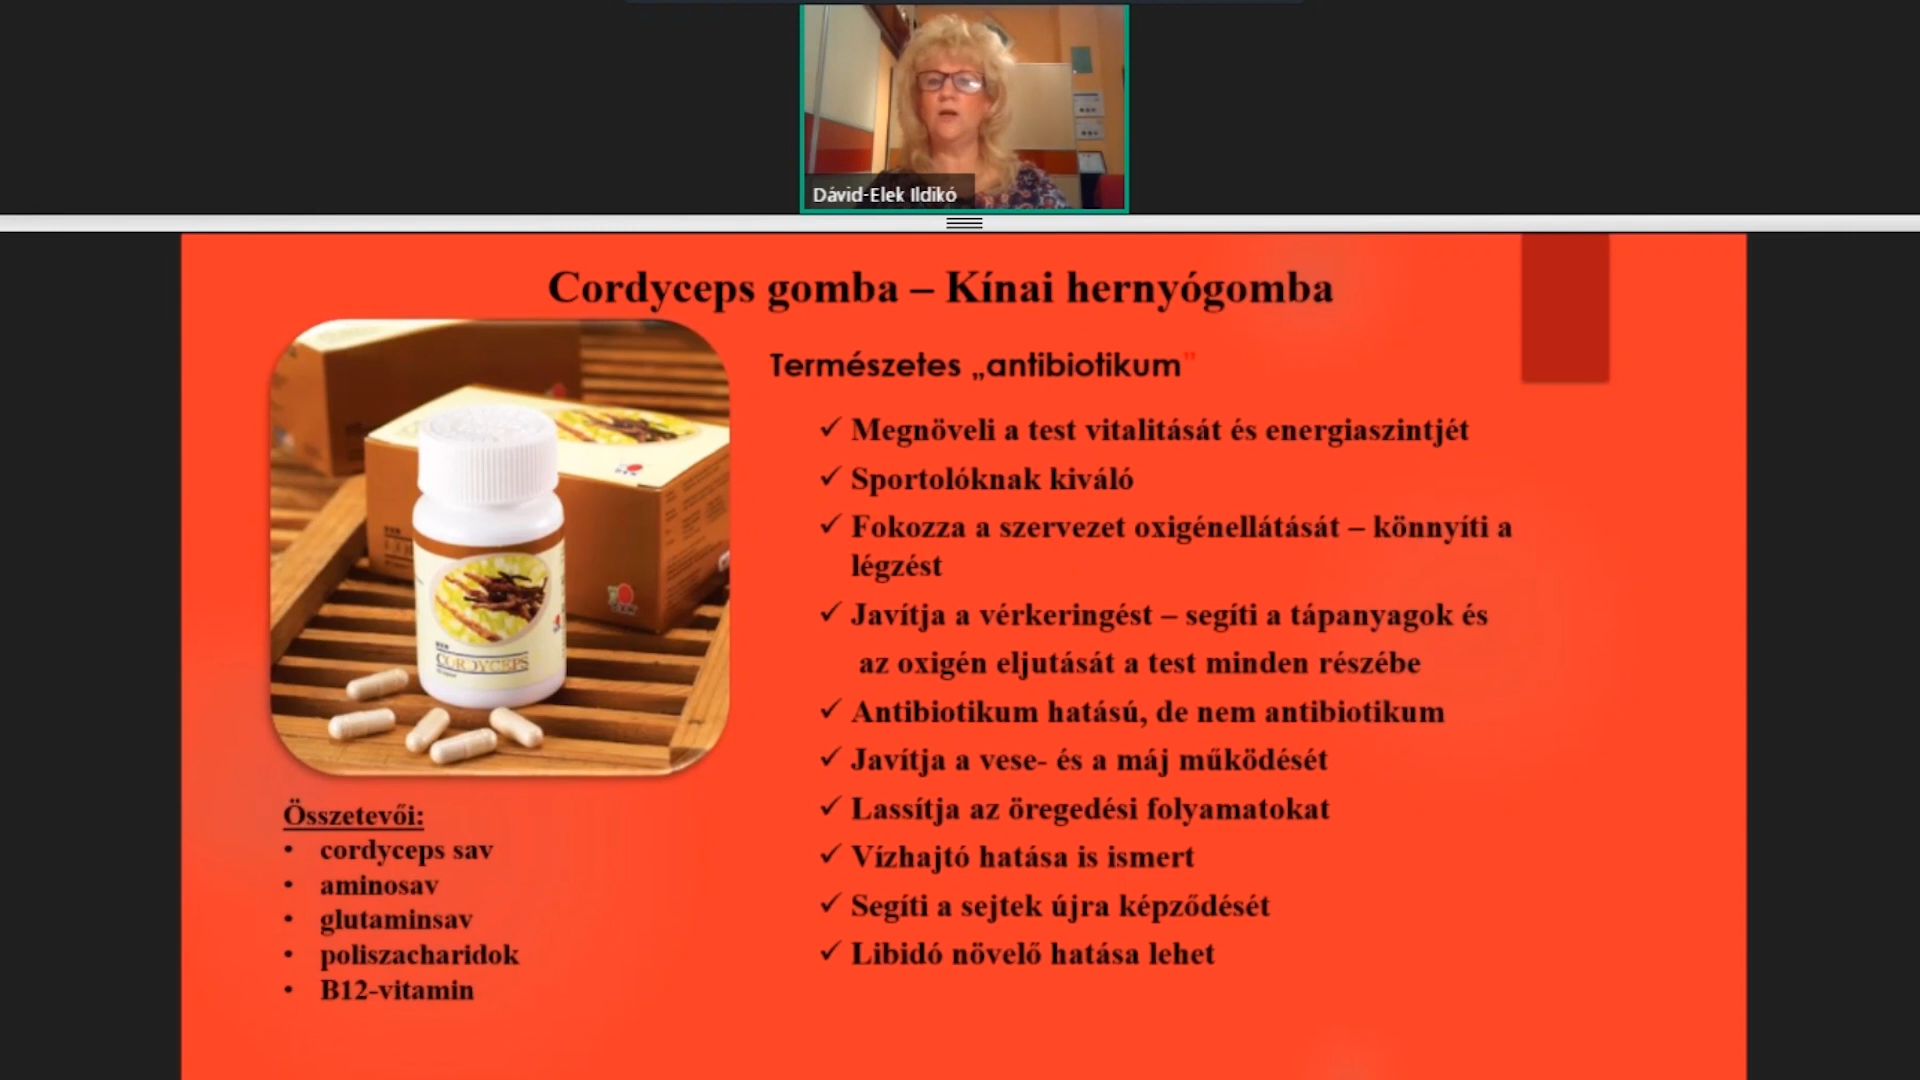 Dávid-Elek Ildikó
Cordyceps gomba – Kínai hernyógomba
Természetes „antibiotikum”
✓ Megnöveli a test vitalitását és energiaszintjét
✓ Sportolóknak kiváló
✓ Fokozza a szervezet oxigénellátását – könnyíti a
légzést
✓ Javítja a vérkeringést – segíti a tápanyagok és
az oxigén eljutását a test minden részébe
✓ Antibiotikum hatású, de nem antibiotikum
✓ Javítja a vese- és a máj működését
✓ Lassítja az öregedési folyamatokat
✓ Vízhajtó hatása is ismert
✓ Segíti a sejtek újra képződését
✓ Libidó növelő hatása lehet
DXN
CORDYCEPS
Összetevői:
• cordyceps sav
• aminosav
• glutaminsav
• poliszacharidok
• B12-vitamin